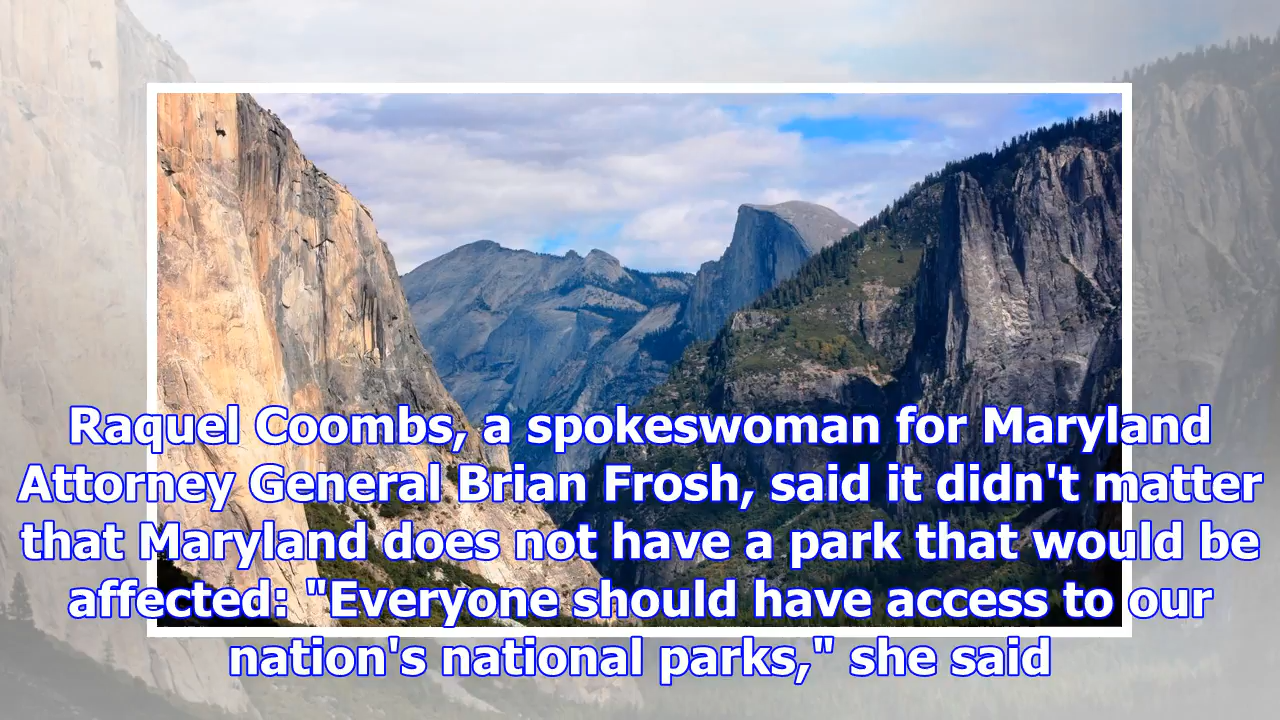 Raquel Coombs, a spokeswoman for Maryland
Attorney General Brian Frosh, said it didn't matter
that Maryland does not have a park that would be
affected: "Everyone should have access to our
nation's national parks," she said